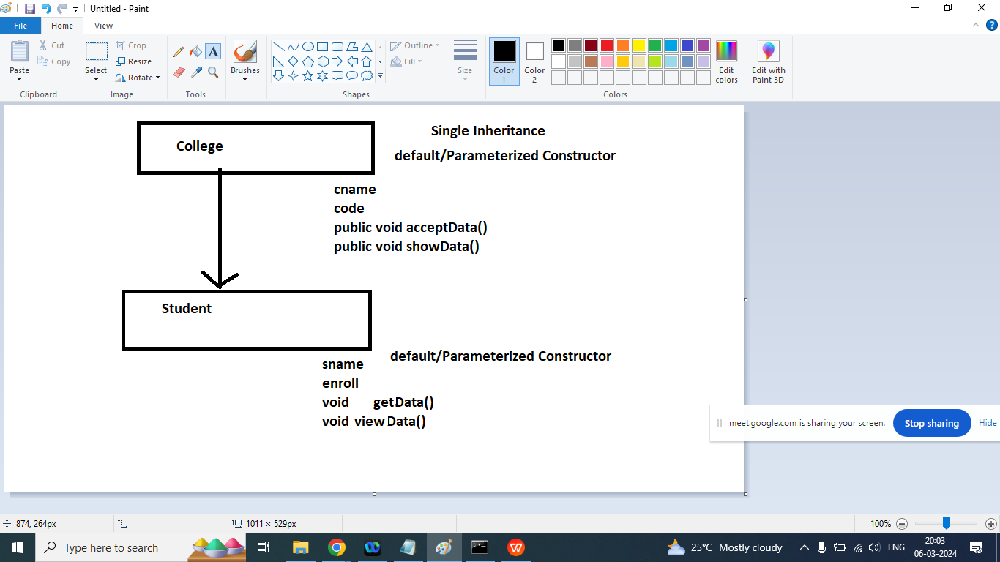 Untitled - Paint
File
Home
View
Paste
Cut
Copy
Clipboard
Select
Crop
Resize
Rotate
Image
A
Tools
Brushes
Outline
Fill
Shapes
Size
Color 1
Color 2
Edit colors
Colors
Edit with Paint 3D
College
Single Inheritance
default/Parameterized Constructor
cname
code
public void acceptData()
public void showData()
Student
default/Parameterized Constructor
sname
enroll
void getData()
void view Data()
meet.google.com is sharing your screen.
Stop sharing
Hide
874, 264px
1011 × 529px
100%
Type here to search
25°C Mostly cloudy
ENG
20:03
06-03-2024